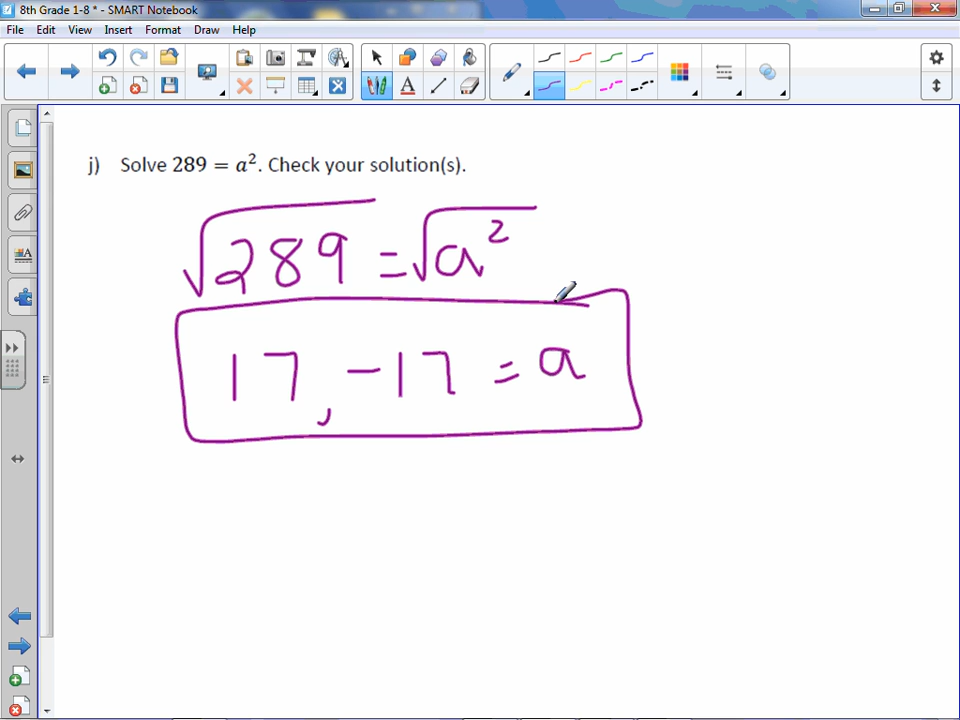 8th Grade 1-8 * - SMART Notebook
File Edit View Insert Format Draw Help
j) Solve 289 = a². Check your solution(s).
√289 = √a²
17, -17 = a